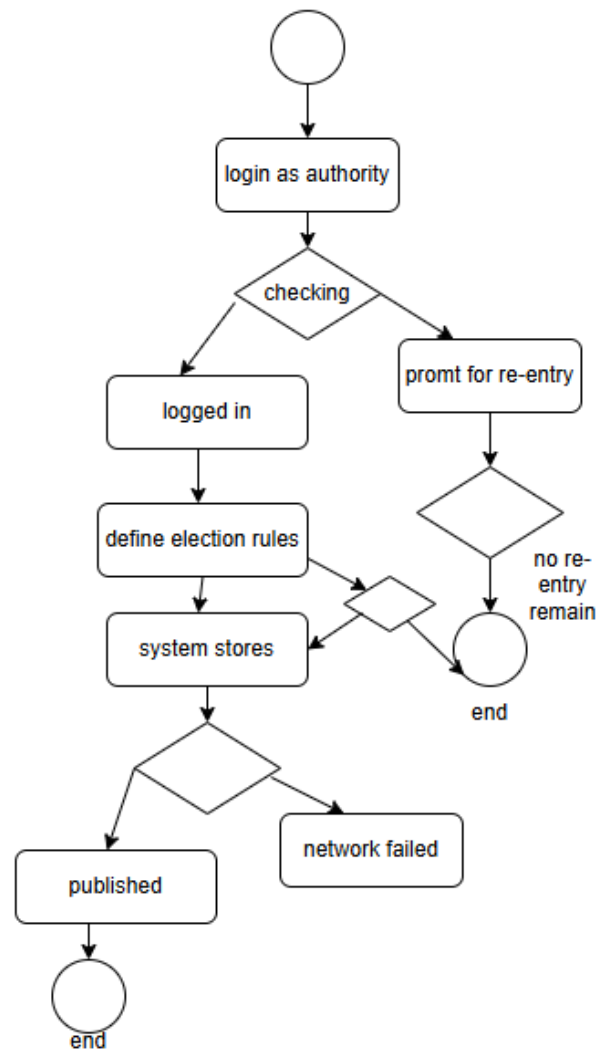 login as authority
checking
promt for re-entry
logged in
define election rules
no re-
entry
remain
system stores
end
network failed
published
end